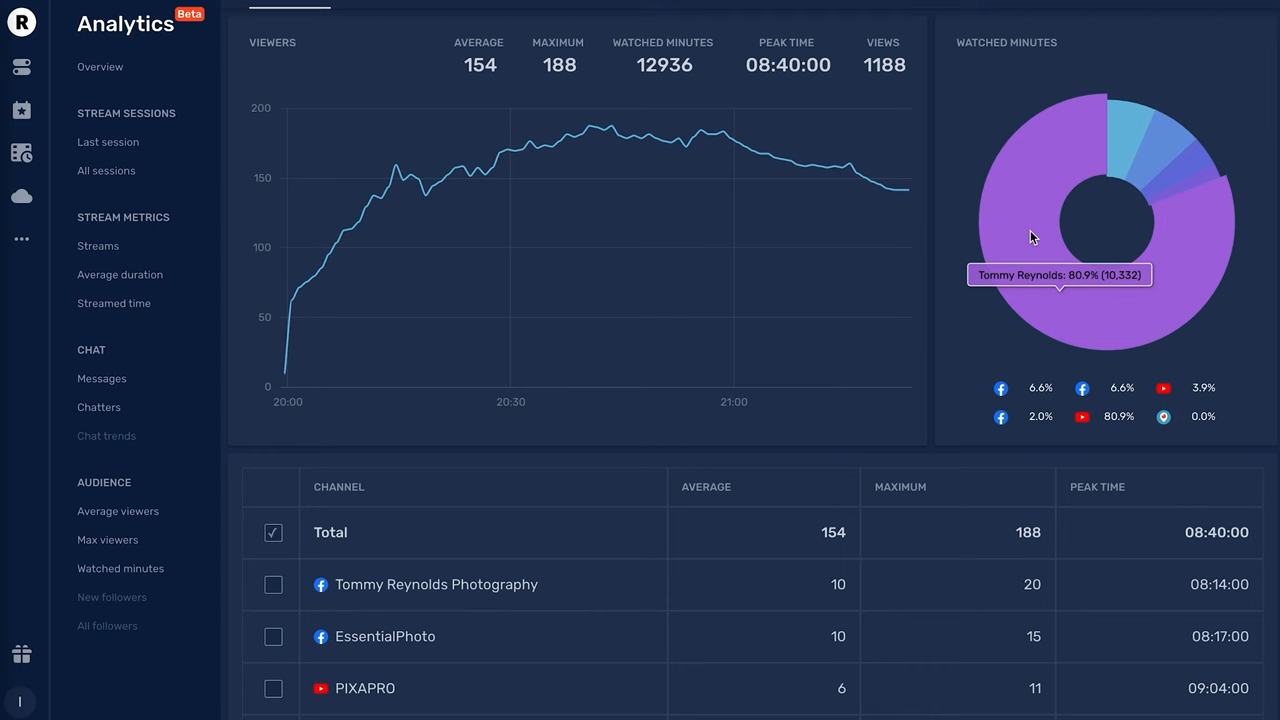 R
Analytics
Beta
Overview
STREAM SESSIONS
Last session
All sessions
STREAM METRICS
Streams
Average duration
Streamed time
CHAT
Messages
Chatters
Chat trends
AUDIENCE
Average viewers
Max viewers
Watched minutes
New followers
All followers
I
VIEWERS
AVERAGE MAXIMUM WATCHED MINUTES PEAK TIME VIEWS
154 188 12936 08:40:00 1188
200
150
100
50
0
20:00 20:30 21:00
WATCHED MINUTES
Tommy Reynolds: 80.9% (10,332)
6.6% 6.6% 3.9%
2.0% 80.9% 0.0%
CHANNEL AVERAGE MAXIMUM PEAK TIME
Total 154 188 08:40:00
Tommy Reynolds Photography 10 20 08:14:00
EssentialPhoto 10 15 08:17:00
PIXAPRO 6 11 09:04:00